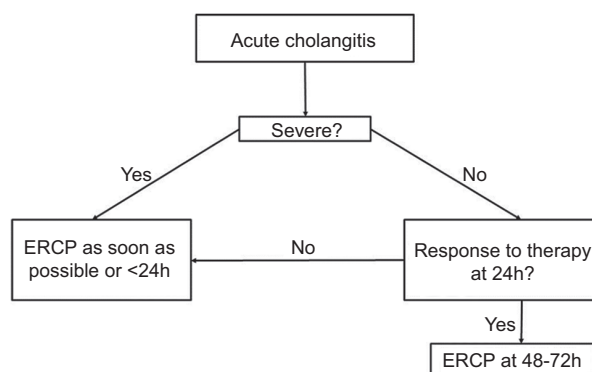 Acute cholangitis
Severe?
Yes
No
ERCP as soon as
possible or <24h
No
Response to therapy
at 24h?
Yes
ERCP at 48-72h